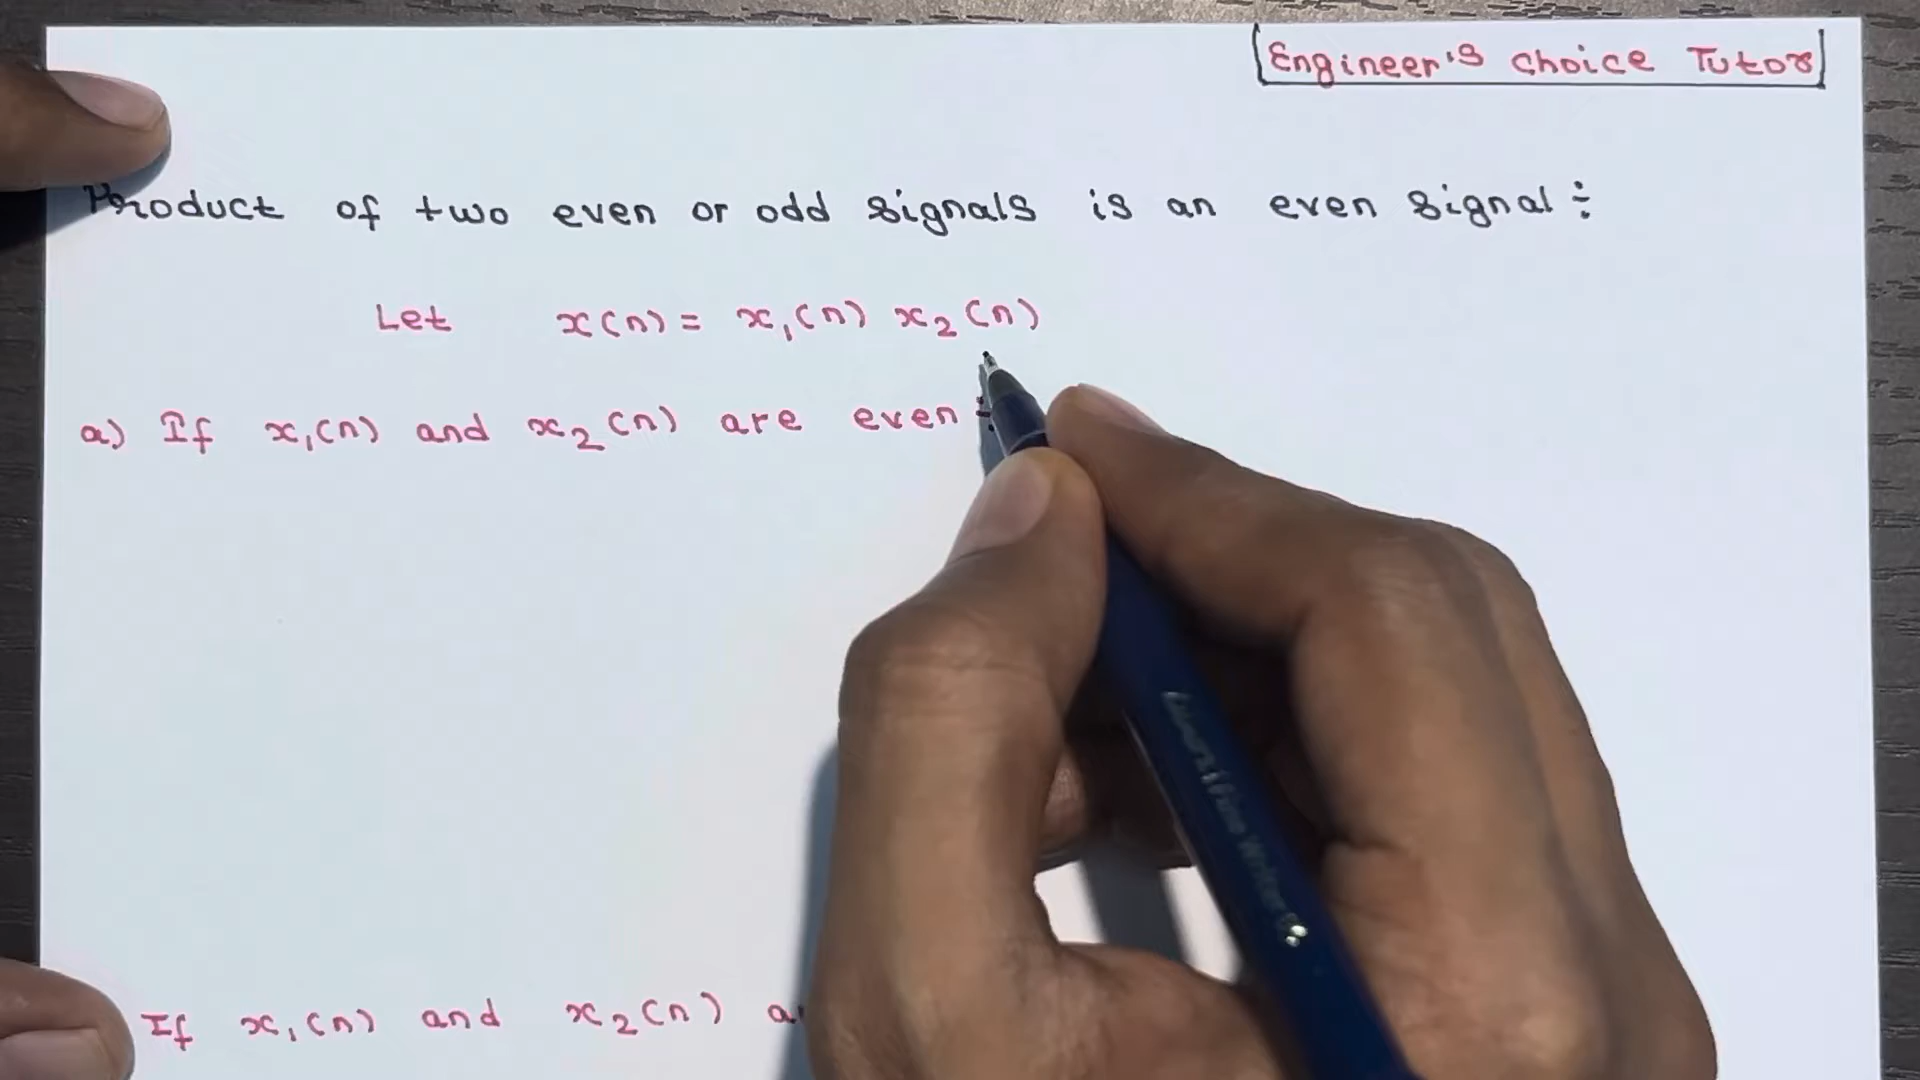 Engineer's choice Tutor
Product of two even or odd signals is an even signal ÷
Let x(n) = x₁(n) x₂(n)
a) If x₁(n) and x₂(n) are even ÷
If x₁(n) and x₂(n)